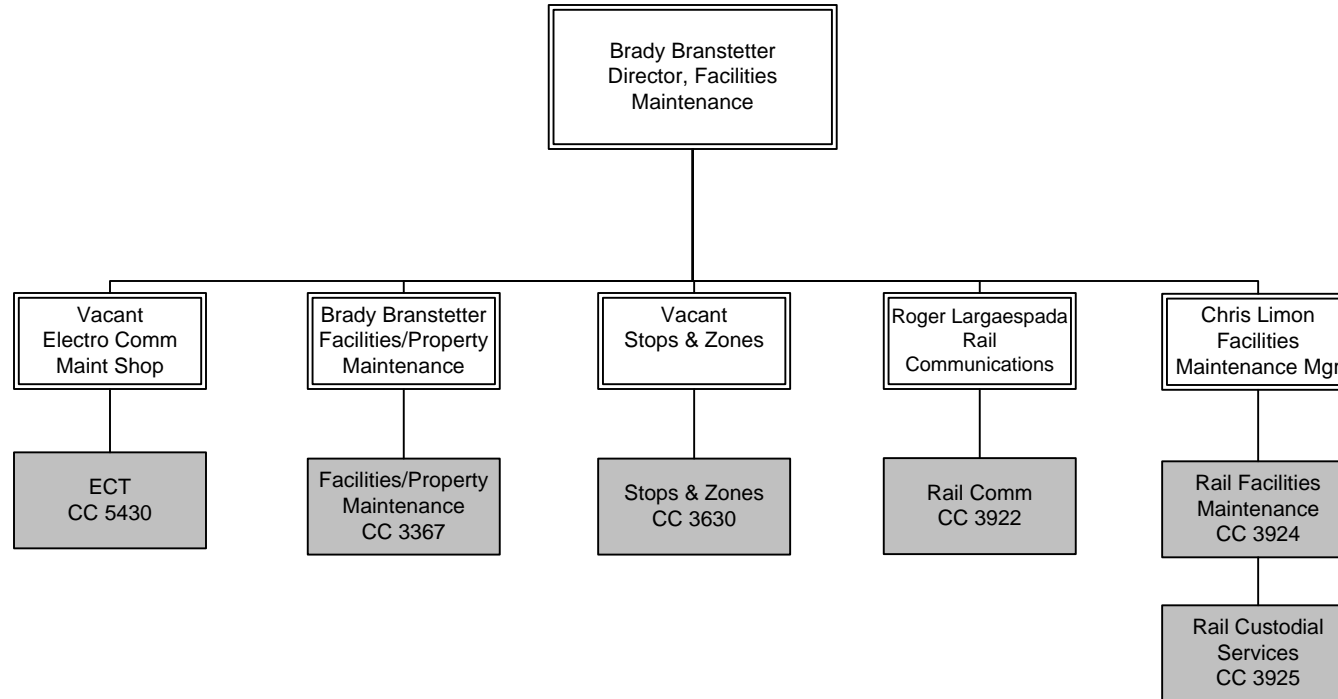 Brady Branstetter
Director, Facilities
Maintenance
Vacant
Electro Comm
Maint Shop
Brady Branstetter
Facilities/Property
Maintenance
Vacant
Stops & Zones
Roger Largaespada
Rail
Communications
Chris Limon
Facilities
Maintenance Mgr
ECT
CC 5430
Facilities/Property
Maintenance
CC 3367
Stops & Zones
CC 3630
Rail Comm
CC 3922
Rail Facilities
Maintenance
CC 3924
Rail Custodial
Services
CC 3925